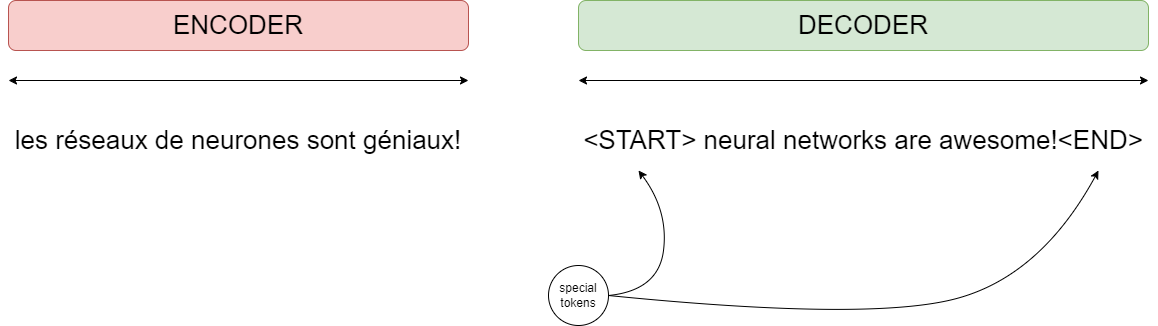 ENCODER
DECODER
les réseaux de neurones sont géniaux!
<START> neural networks are awesome!<END>
special
tokens